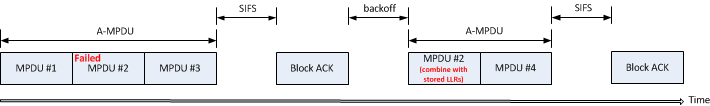 SIFS
backoff
SIFS
A-MPDU
A-MPDU
MPDU #1
Failed
MPDU #2
MPDU #3
Block ACK
MPDU #2
(combine with
stored LLRs)
MPDU #4
Block ACK
Time